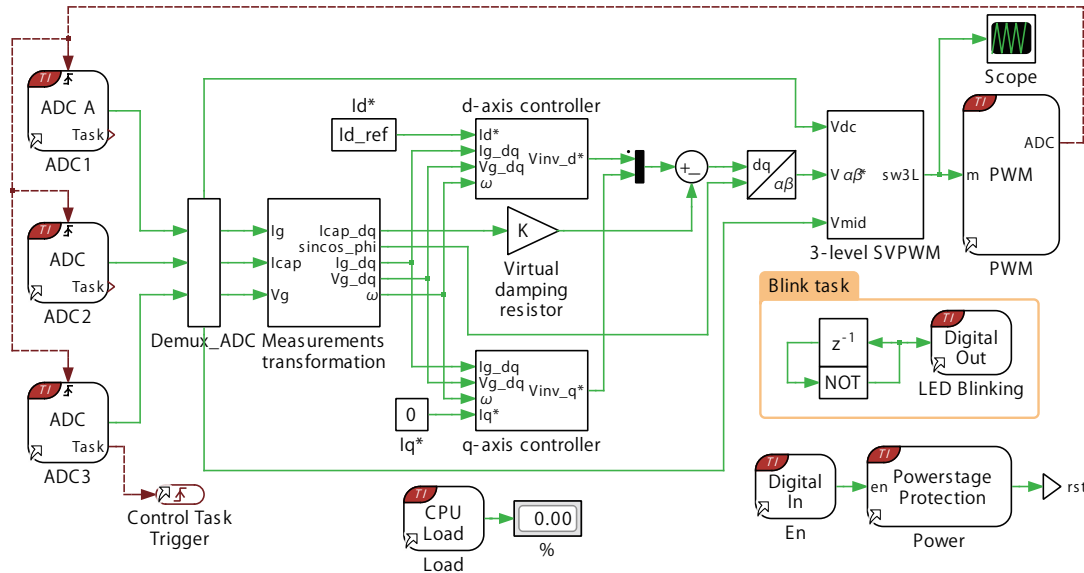 TI
ADC A
Task
ADC1
TI
ADC
Task
ADC2
TI
ADC
Task
ADC3
Control Task
Trigger
Demux_ADC
Ig
Icap
Vg
Icap_dq
sincos_phi
Ig_dq
Vg_dq
ω
Measurements
transformation
Id*
Id_ref
d-axis controller
Id*
Ig_dq
Vg_dq
ω
Vinv_d*
K
Virtual
damping
resistor
0
Iq*
Ig_dq
Vg_dq
ω
Iq*
Vinv_q*
q-axis controller
+
−
dq
αβ
Vdc
V αβ*
Vmid
sw3L
3-level SVPWM
Scope
TI
m
PWM
ADC
PWM
Blink task
z-1
NOT
TI
Digital
Out
LED Blinking
TI
CPU
Load
Load
0.00
%
TI
Digital
In
En
TI
en
Powerstage
Protection
Power
rst